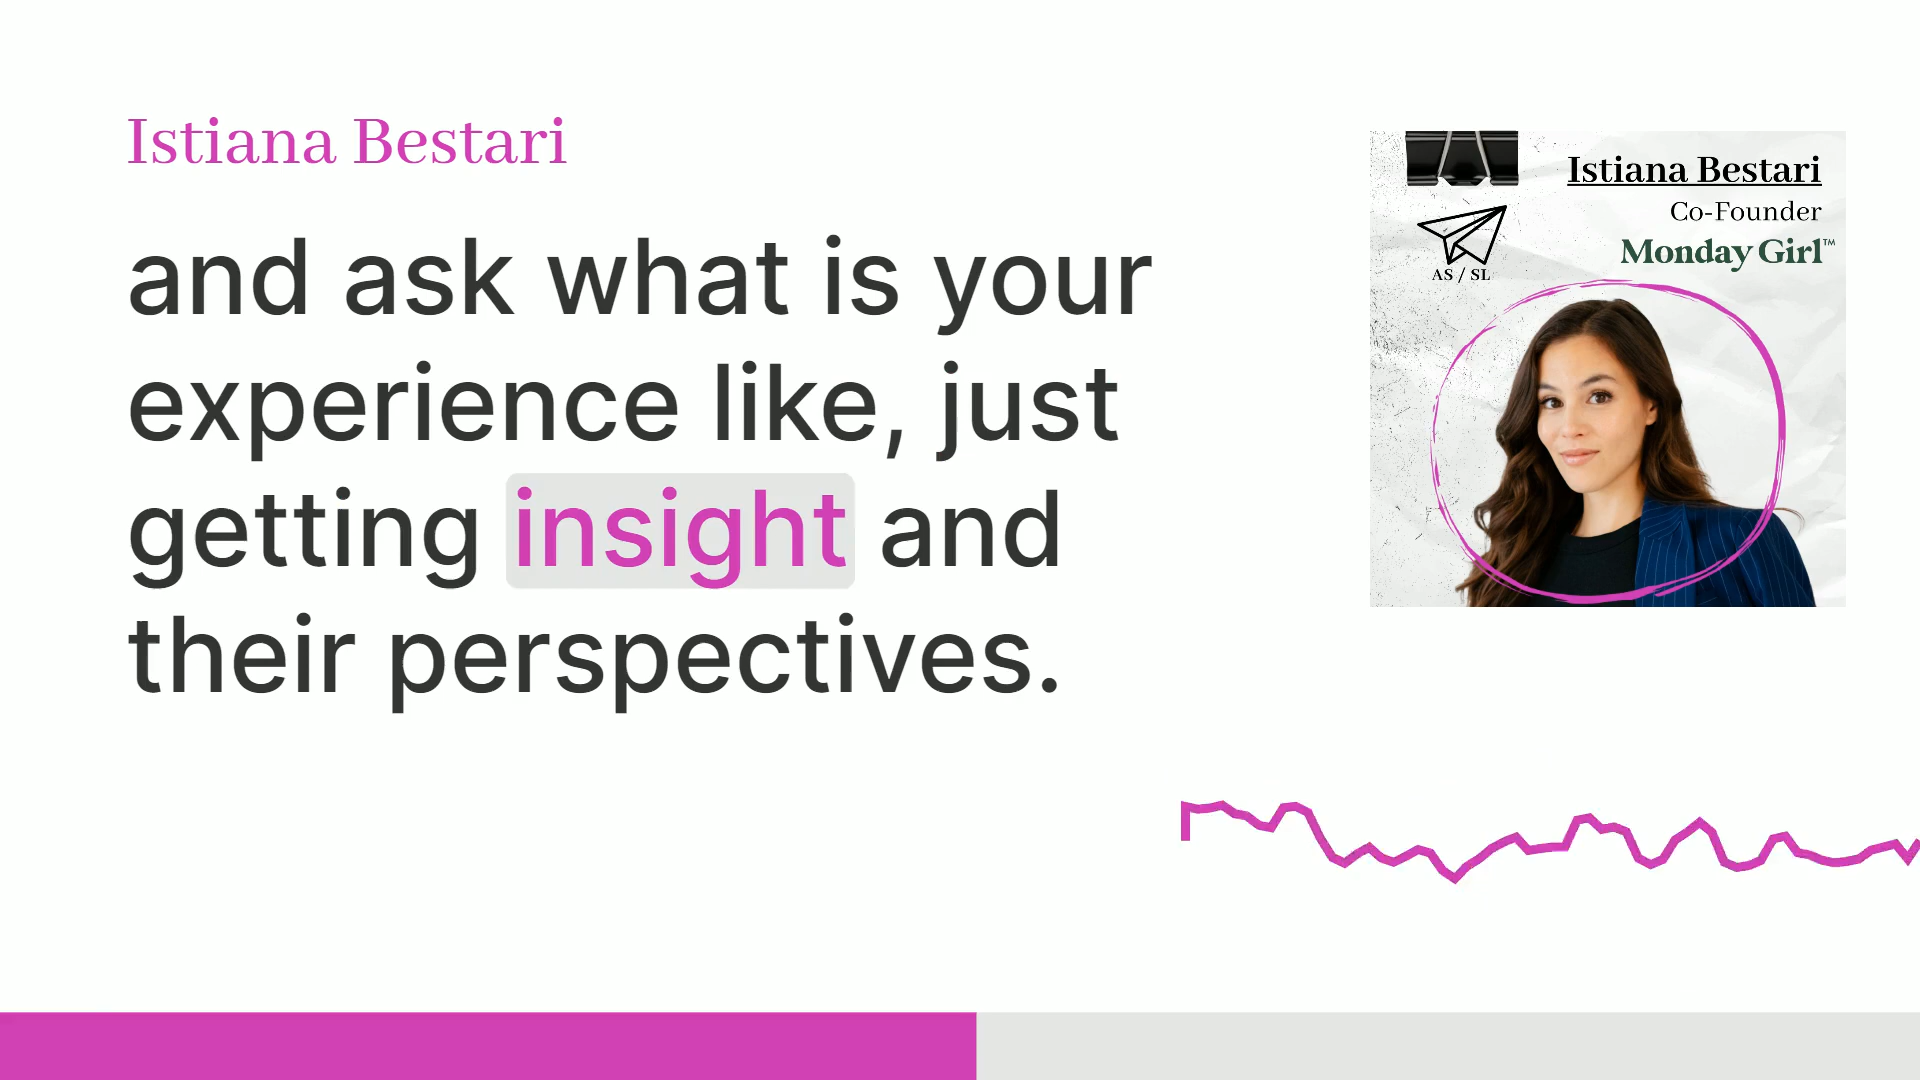 Istiana Bestari
and ask what is your
experience like, just
getting insight and
their perspectives.
Istiana Bestari
Co-Founder
Monday Girl™
AS / SL